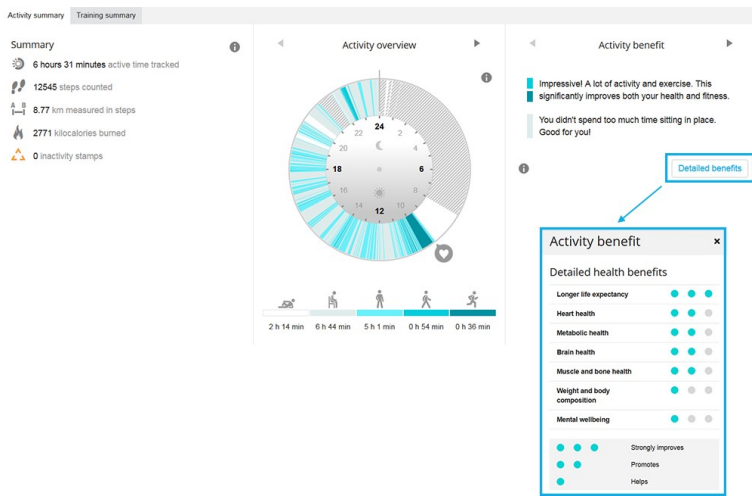 Activity summary
Training summary
Summary
6 hours 31 minutes active time tracked
12545 steps counted
A B
8.77 km measured in steps
2771 kilocalories burned
0 inactivity stamps
Activity overview
24
22
2
20
4
18
6
16
8
14
10
12
2 h 14 min
6 h 44 min
5 h 1 min
0 h 54 min
0 h 36 min
Activity benefit
Impressive! A lot of activity and exercise. This
significantly improves both your health and fitness.
You didn't spend too much time sitting in place.
Good for you!
Detailed benefits
Activity benefit
×
Detailed health benefits
Longer life expectancy
Heart health
Metabolic health
Brain health
Muscle and bone health
Weight and body
composition
Mental wellbeing
Strongly improves
Promotes
Helps